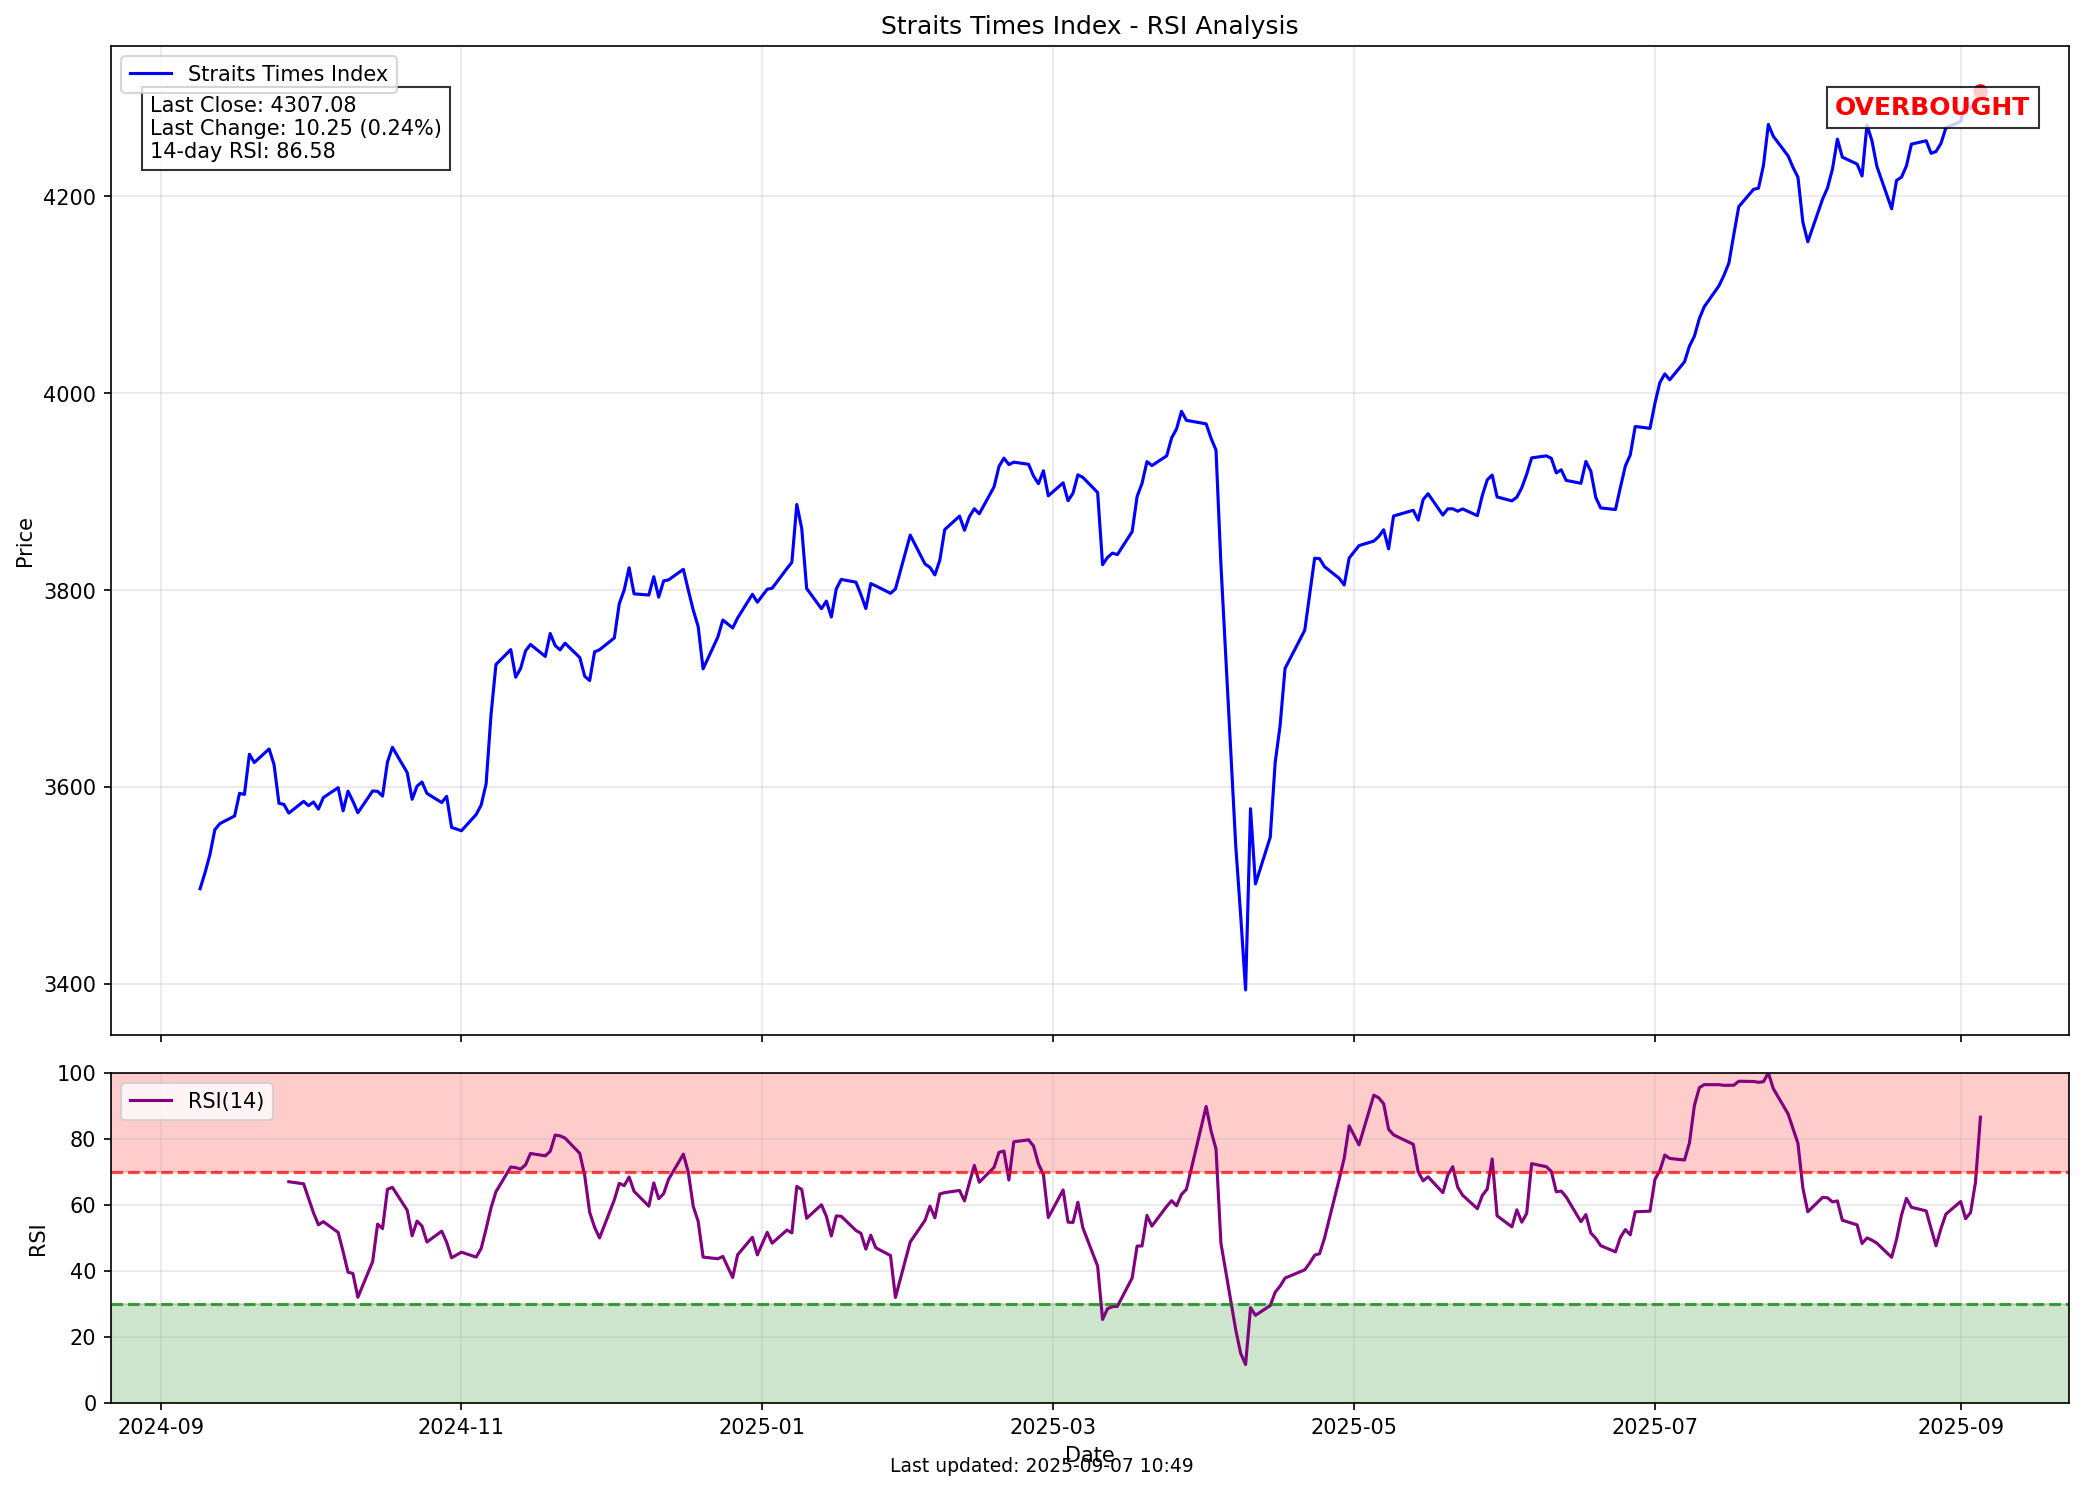 Straits Times Index - RSI Analysis
Straits Times Index
Last Close: 4307.08
Last Change: 10.25 (0.24%)
14-day RSI: 86.58
OVERBOUGHT
Price
4200
4000
3800
3600
3400
RSI(14)
RSI
100
80
60
40
20
0
2024-09
2024-11
2025-01
2025-03
2025-05
2025-07
2025-09
Date
Last updated: 2025-09-07 10:49